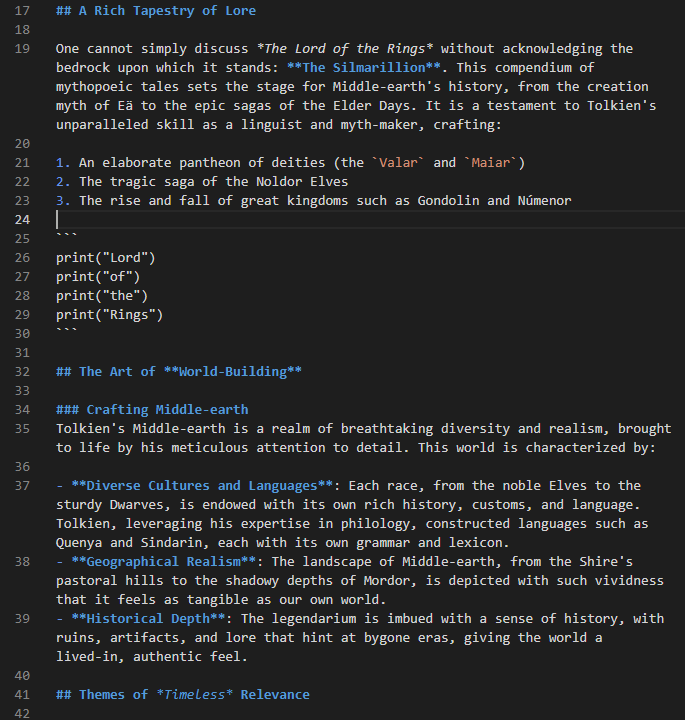 17 ## A Rich Tapestry of Lore
18
19 One cannot simply discuss *The Lord of the Rings* without acknowledging the
bedrock upon which it stands: **The Silmarillion**. This compendium of
mythopoeic tales sets the stage for Middle-earth's history, from the creation
myth of Eä to the epic sagas of the Elder Days. It is a testament to Tolkien's
unparalleled skill as a linguist and myth-maker, crafting:
20
21 1. An elaborate pantheon of deities (the `Valar` and `Maiar`)
22 2. The tragic saga of the Noldor Elves
23 3. The rise and fall of great kingdoms such as Gondolin and Númenor
24
25 ```
26 print("Lord")
27 print("of")
28 print("the")
29 print("Rings")
30 ```
31
32 ## The Art of **World-Building**
33
34 ### Crafting Middle-earth
35 Tolkien's Middle-earth is a realm of breathtaking diversity and realism, brought
to life by his meticulous attention to detail. This world is characterized by:
36
37 - **Diverse Cultures and Languages**: Each race, from the noble Elves to the
sturdy Dwarves, is endowed with its own rich history, customs, and language.
Tolkien, leveraging his expertise in philology, constructed languages such as
Quenya and Sindarin, each with its own grammar and lexicon.
38 - **Geographical Realism**: The landscape of Middle-earth, from the Shire's
pastoral hills to the shadowy depths of Mordor, is depicted with such vividness
that it feels as tangible as our own world.
39 - **Historical Depth**: The legendarium is imbued with a sense of history, with
ruins, artifacts, and lore that hint at bygone eras, giving the world a
lived-in, authentic feel.
40
41 ## Themes of *Timeless* Relevance
42